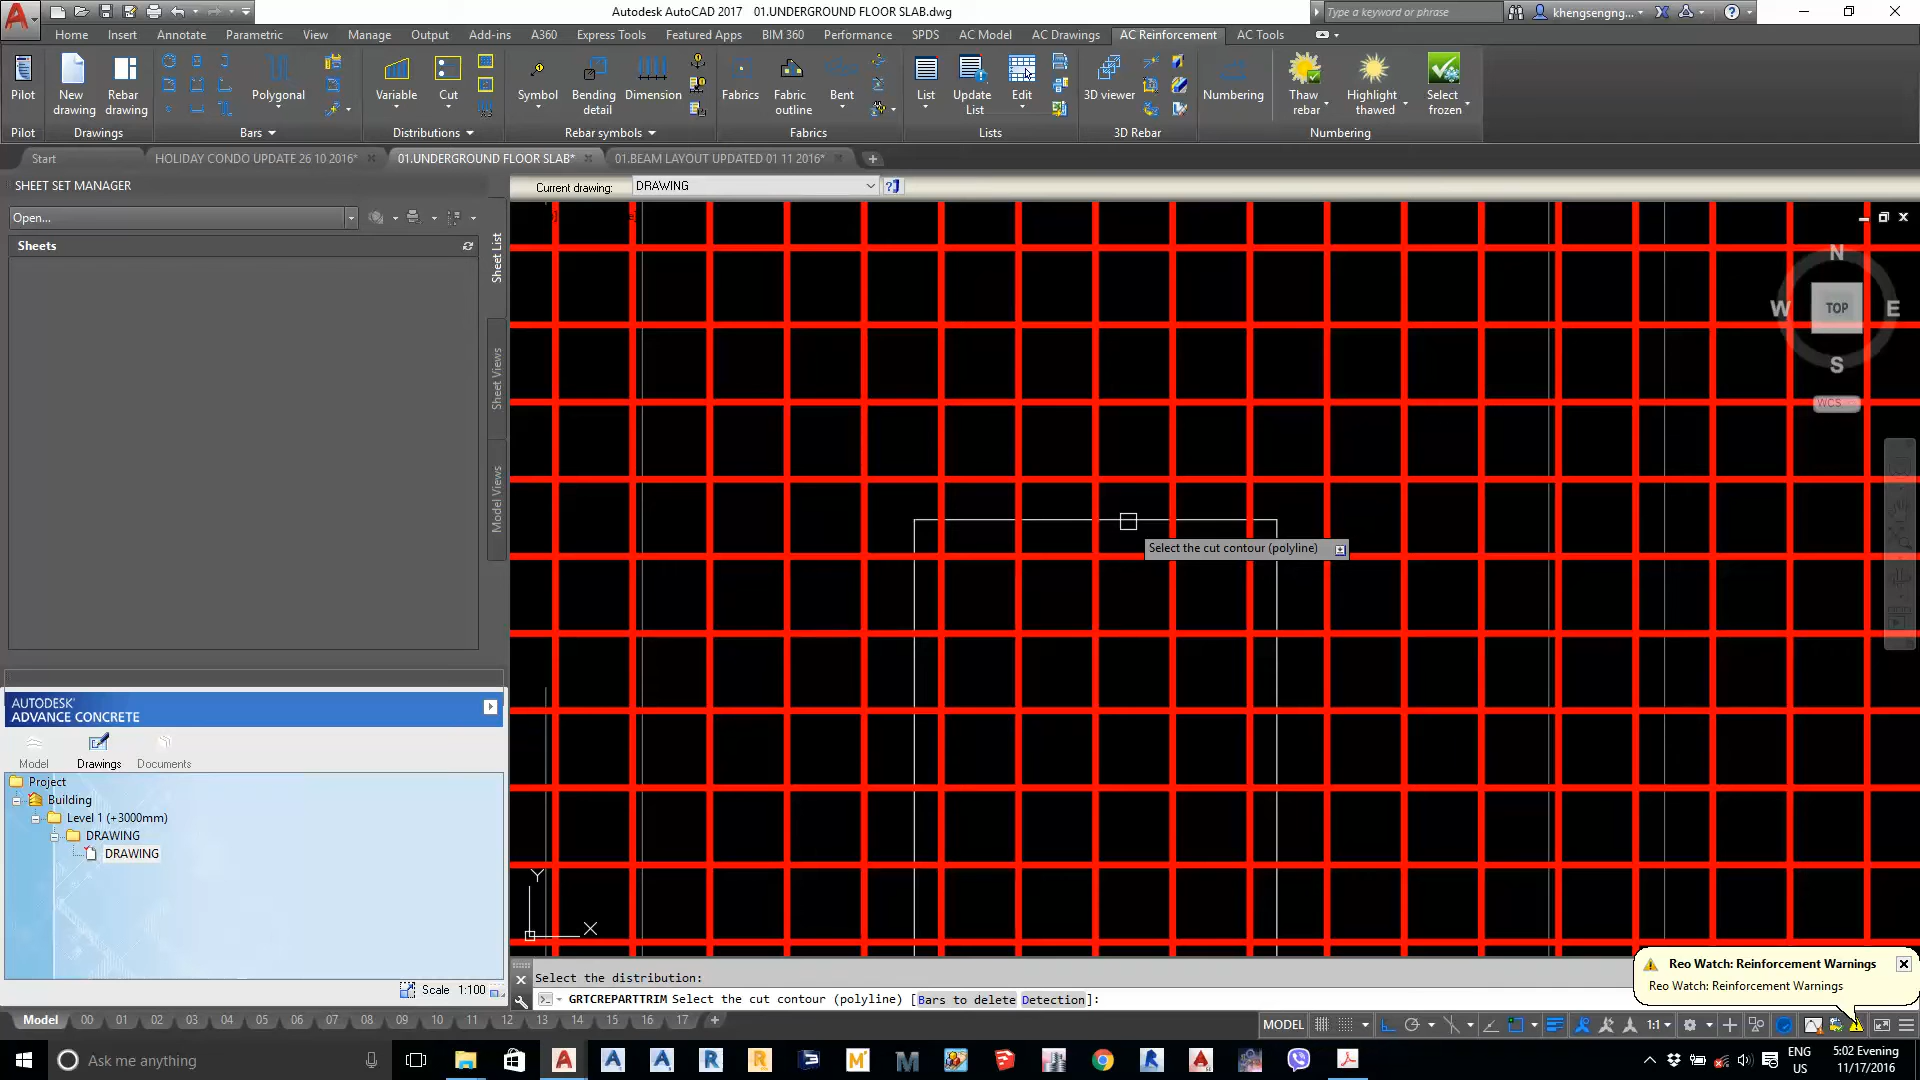 Autodesk AutoCAD 2017 01.UNDERGROUND FLOOR SLAB.dwg
Type a keyword or phrase
khengsengng...
Home Insert Annotate Parametric View Manage Output Add-ins A360 Express Tools Featured Apps BIM 360 Performance SPDS AC Model AC Drawings AC Reinforcement AC Tools
Pilot New drawing Rebar drawing Polygonal Variable Cut Symbol Bending detail Dimension Fabrics Fabric outline Bent List Update List Edit 3D viewer Numbering Thaw rebar Highlight thawed Select frozen
Pilot Drawings Bars Distributions Rebar symbols Fabrics Lists 3D Rebar Numbering
Start HOLIDAY CONDO UPDATE 26 10 2016* 01.UNDERGROUND FLOOR SLAB* 01.BEAM LAYOUT UPDATED 01 11 2016*
SHEET SET MANAGER
Current drawing: DRAWING
Open...
Sheets
Sheet List
Sheet Views
Model Views
N
W TOP E
S
WCS
Select the cut contour (polyline)
AUTODESK'
ADVANCE CONCRETE
Model Drawings Documents
Project
Building
Level 1 (+3000mm)
DRAWING
DRAWING
Y
X
Scale 1:100
Select the distribution:
GRTCREPARTTRIM Select the cut contour (polyline) [Bars to delete Detection]:
Reo Watch: Reinforcement Warnings
Reo Watch: Reinforcement Warnings
Model 00 01 02 03 04 05 06 07 08 09 10 11 12 13 14 15 16 17
MODEL 1:1
Ask me anything
ENG
US
5:02 Evening
11/17/2016